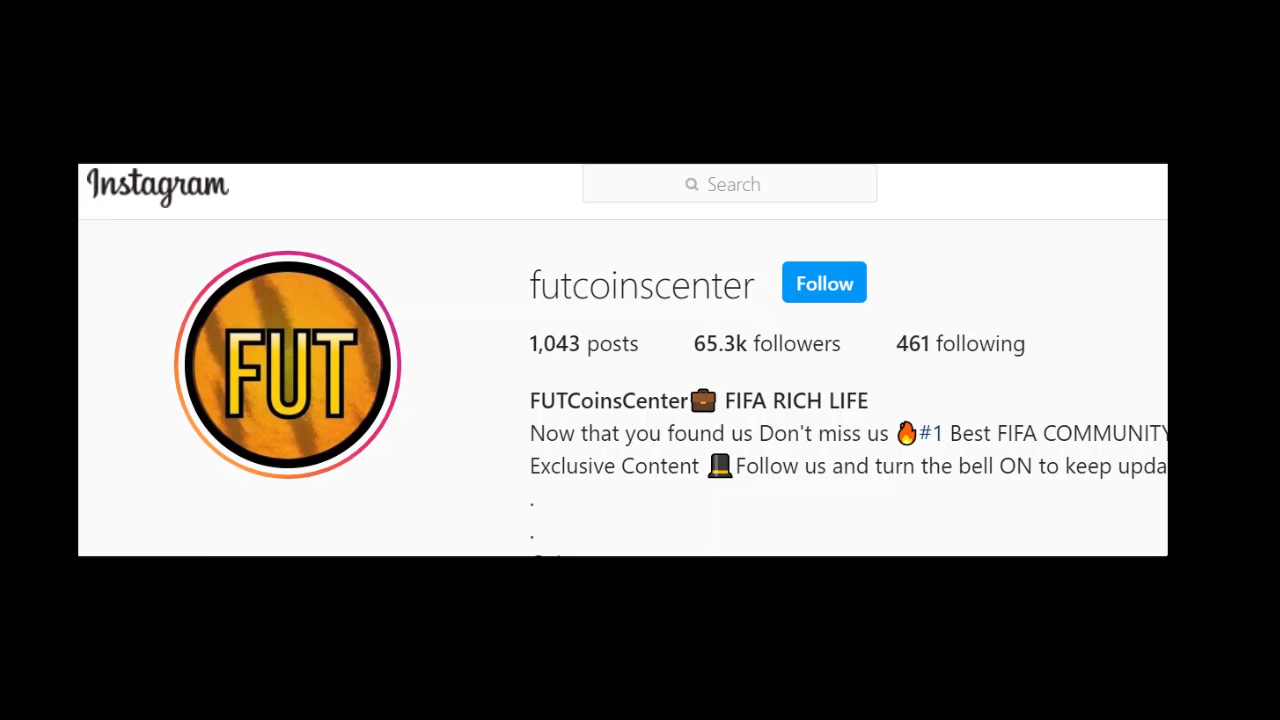 Instagram
Search
FUT
futcoinscenter Follow
1,043 posts 65.3k followers 461 following
FUTCoinsCenter💼 FIFA RICH LIFE
Now that you found us Don't miss us 🔥#1 Best FIFA COMMUNITY
Exclusive Content 🎩Follow us and turn the bell ON to keep upda
.
.